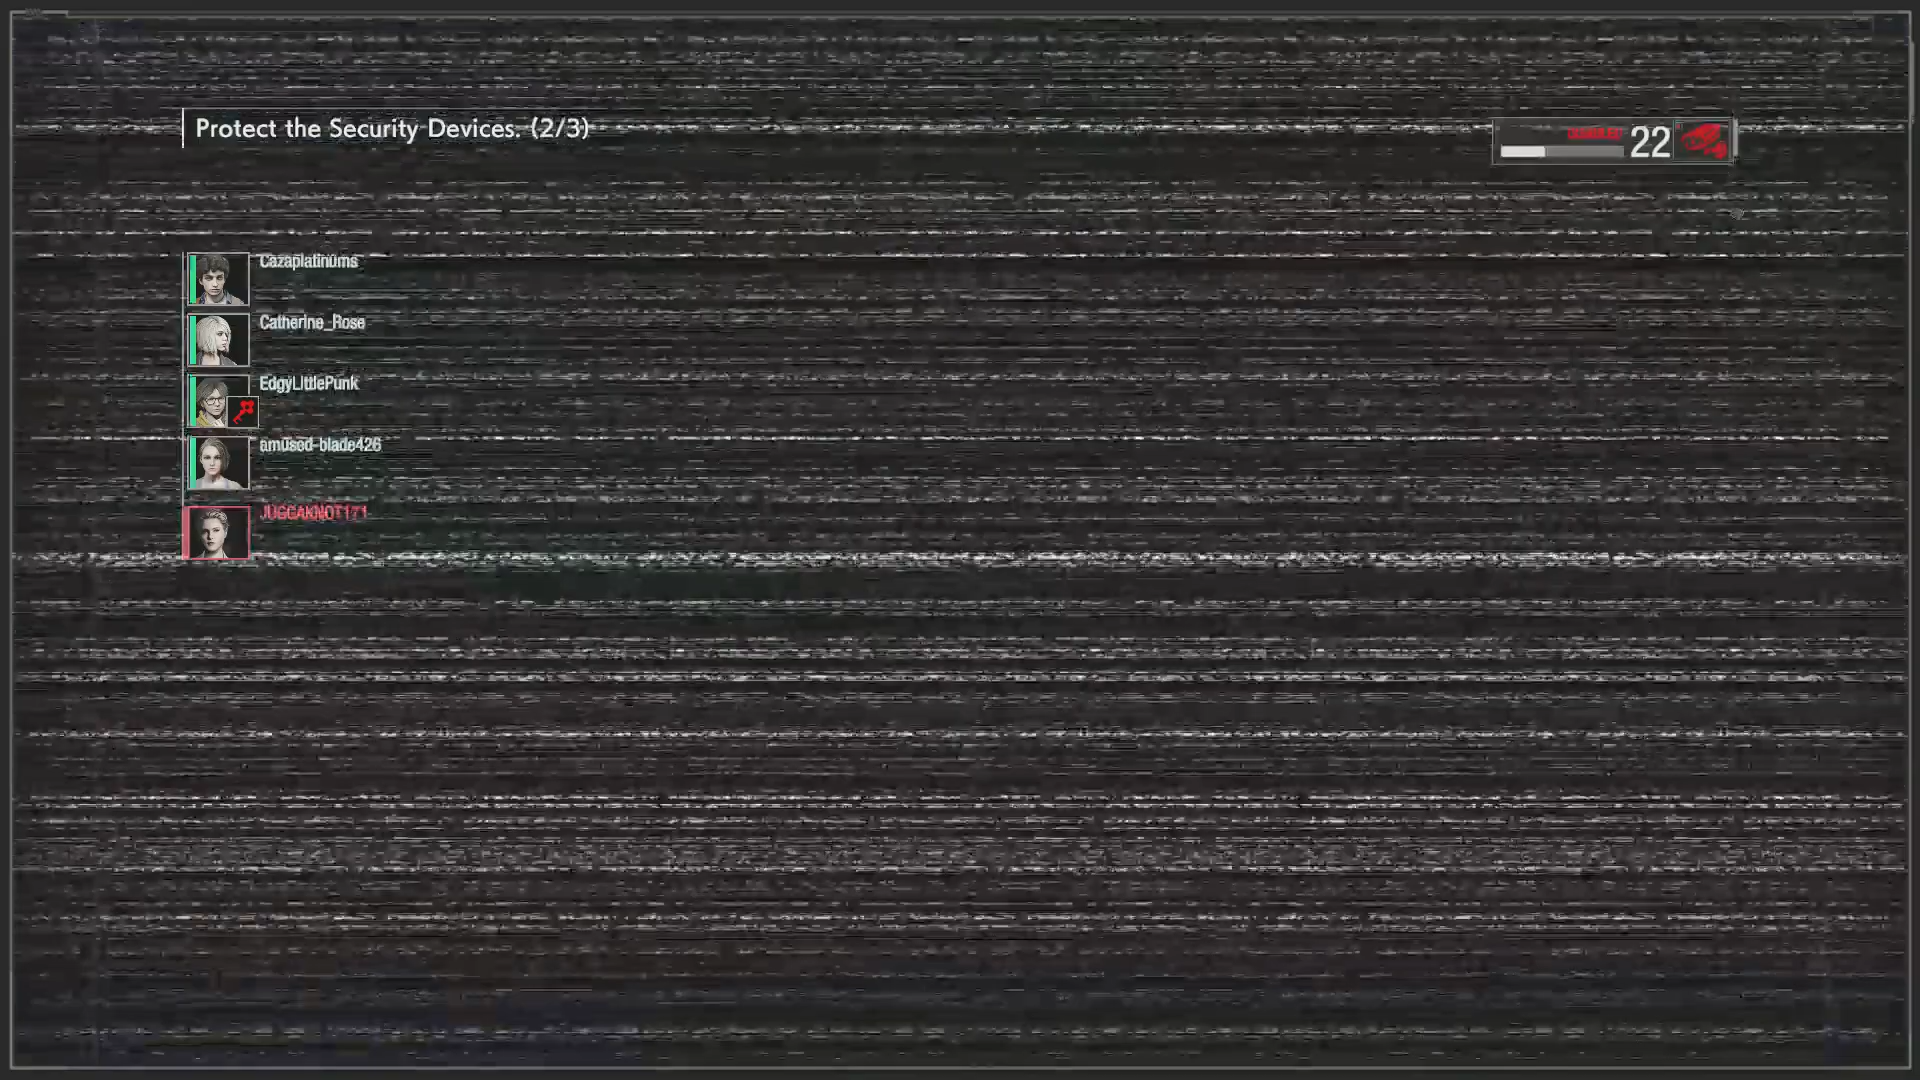 Protect the Security Devices. (2/3)
22
Cazaplatinums
Catherine_Rose
EdgyLittlePunk
amused-blade426